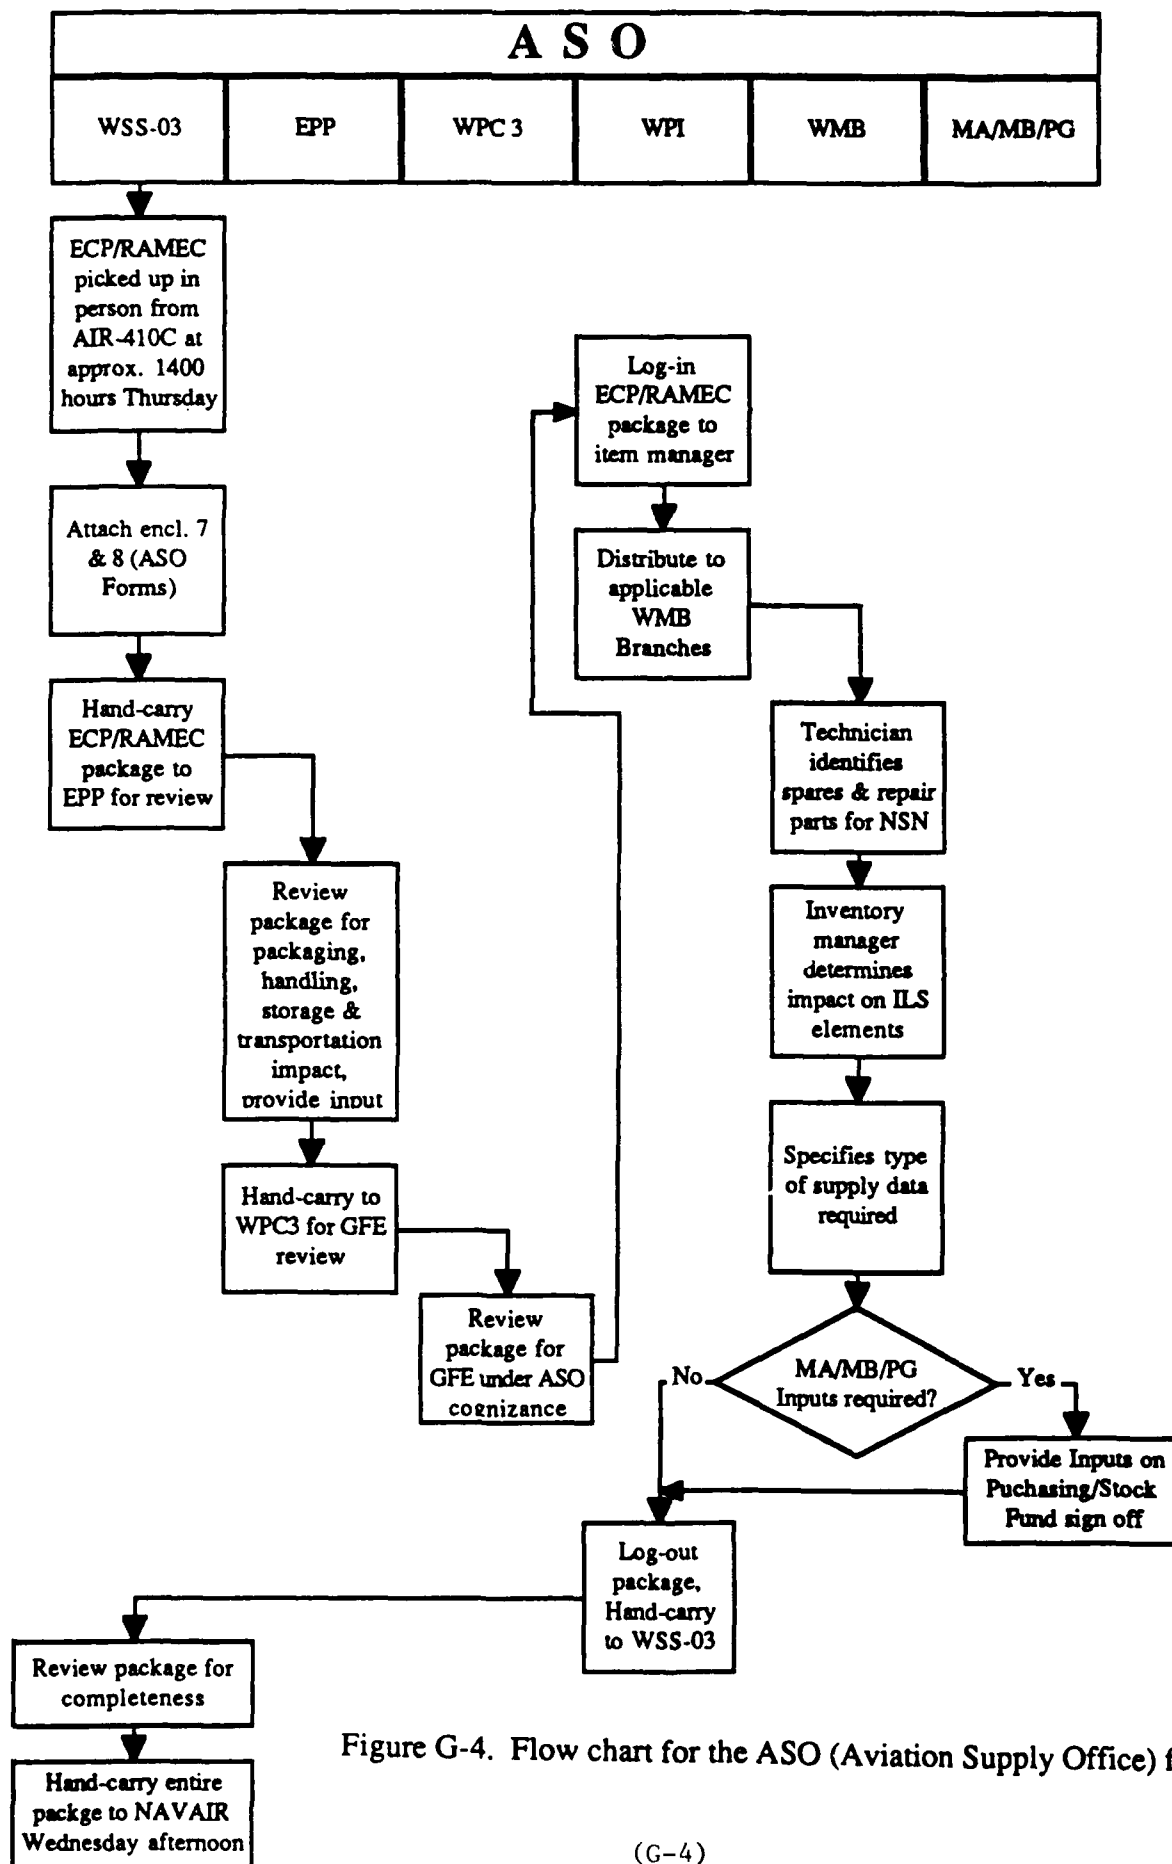 A S O
WSS-03
EPP
WPC 3
WPI
WMB
MA/MB/PG
ECP/RAMEC
picked up in
person from
AIR-410C at
approx. 1400
hours Thursday
Attach encl. 7
& 8 (ASO
Forms)
Hand-carry
ECP/RAMEC
package to
EPP for review
Review
package for
packaging,
handling,
storage &
transportation
impact,
provide input
Hand-carry to
WPC3 for GFE
review
Review
package for
GFE under ASO
cognizance
Log-in
ECP/RAMEC
package to
item manager
Distribute to
applicable
WMB
Branches
Technician
identifies
spares & repair
parts for NSN
Inventory
manager
determines
impact on ILS
elements
Specifies type
of supply data
required
MA/MB/PG
Inputs required?
No
Yes
Provide Inputs on
Puchasing/Stock
Fund sign off
Log-out
package,
Hand-carry
to WSS-03
Review package for
completeness
Hand-carry entire
packge to NAVAIR
Wednesday afternoon
Figure G-4. Flow chart for the ASO (Aviation Supply Office) f
(G-4)